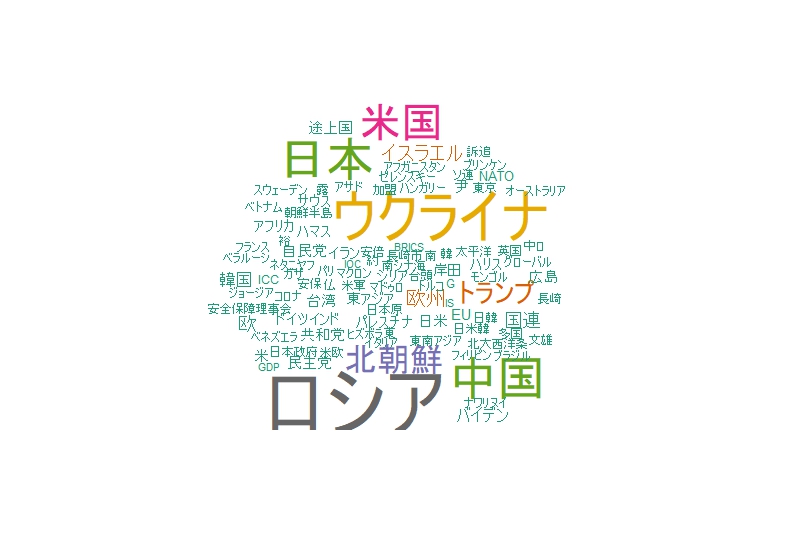 米国
途上国
日本
イスラエル
訴追
アフガニスタン
ブリンケン
ゼレンスキー
ソ連
NATO
スウェーデン
露
アサド
加盟
ハンガリー
尹
東京
オーストラリア
サウス
ベトナム
朝鮮半島
ウクライナ
アフリカ
ハマス
裕
フランス
自民党
イラン
安倍
BRICS
長崎市
南
韓
太平洋
英国
中ロ
ベラルーシ
ネタニヤフ
IOC
約
南シナ海
岸田
ハリス
グローバル
ガザ
パリ
マクロン
シリア
台頭
モンゴル
広島
韓国
ICC
安保
仏
米軍
マドゥロ
ドル
コ
G
トランプ
ジョージア
コロナ
台湾
東アジア
欧州
IS
長崎
安全保障理事会
日本原
EU
日韓
国連
欧
ドイツ
インド
パレスチナ
日米
日米韓
多国
ベネズエラ
共和党
ヒズボラ
東
イタリア
東南アジア
北大西洋条
文雄
米
日本政府
米欧
北朝鮮
フィリピン
ブラジル
GDP
民主党
中国
ロシア
ナワリヌイ
バイデン